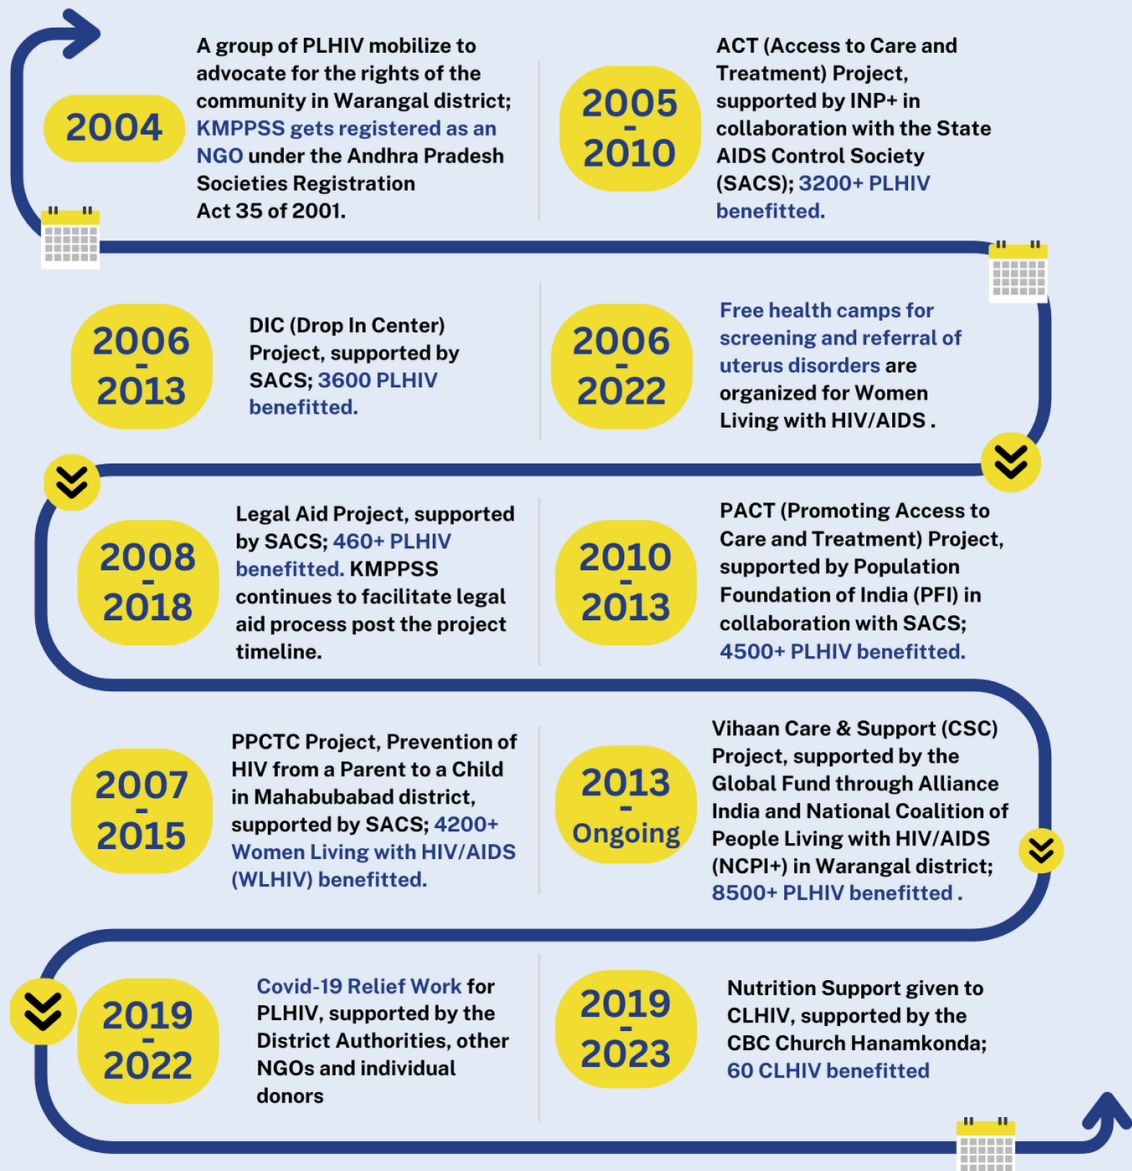 2004
A group of PLHIV mobilize to
advocate for the rights of the
community in Warangal district;
KMPPSS gets registered as an
NGO under the Andhra Pradesh
Societies Registration
Act 35 of 2001.
2005
-
2010
ACT (Access to Care and
Treatment) Project,
supported by INP+ in
collaboration with the State
AIDS Control Society
(SACS); 3200+ PLHIV
benefitted.
2006
-
2013
DIC (Drop In Center)
Project, supported by
SACS; 3600 PLHIV
benefitted.
2006
-
2022
Free health camps for
screening and referral of
uterus disorders are
organized for Women
Living with HIV/AIDS .
2008
-
2018
Legal Aid Project, supported
by SACS; 460+ PLHIV
benefitted. KMPPSS
continues to facilitate legal
aid process post the project
timeline.
2010
-
2013
PACT (Promoting Access to
Care and Treatment) Project,
supported by Population
Foundation of India (PFI) in
collaboration with SACS;
4500+ PLHIV benefitted.
2007
-
2015
PPCTC Project, Prevention of
HIV from a Parent to a Child
in Mahabubabad district,
supported by SACS; 4200+
Women Living with HIV/AIDS
(WLHIV) benefitted.
2013
-
Ongoing
Vihaan Care & Support (CSC)
Project, supported by the
Global Fund through Alliance
India and National Coalition of
People Living with HIV/AIDS
(NCPI+) in Warangal district;
8500+ PLHIV benefitted .
2019
-
2022
Covid-19 Relief Work for
PLHIV, supported by the
District Authorities, other
NGOs and individual
donors
2019
-
2023
Nutrition Support given to
CLHIV, supported by the
CBC Church Hanamkonda;
60 CLHIV benefitted